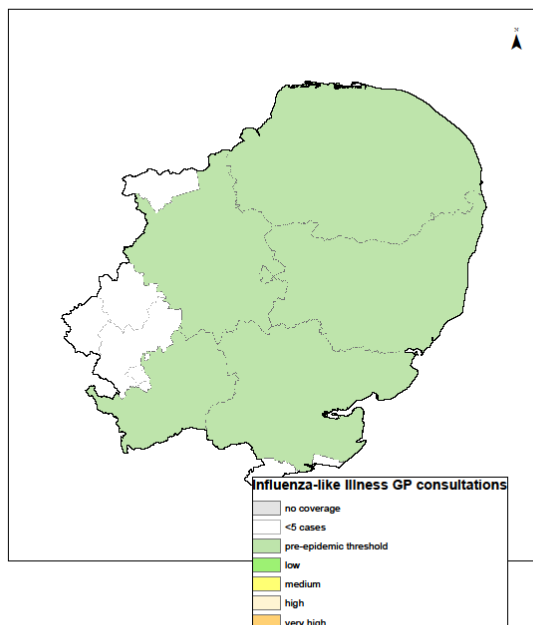 N
Influenza-like Illness GP consultations
no coverage
<5 cases
pre-epidemic threshold
low
medium
high
very high